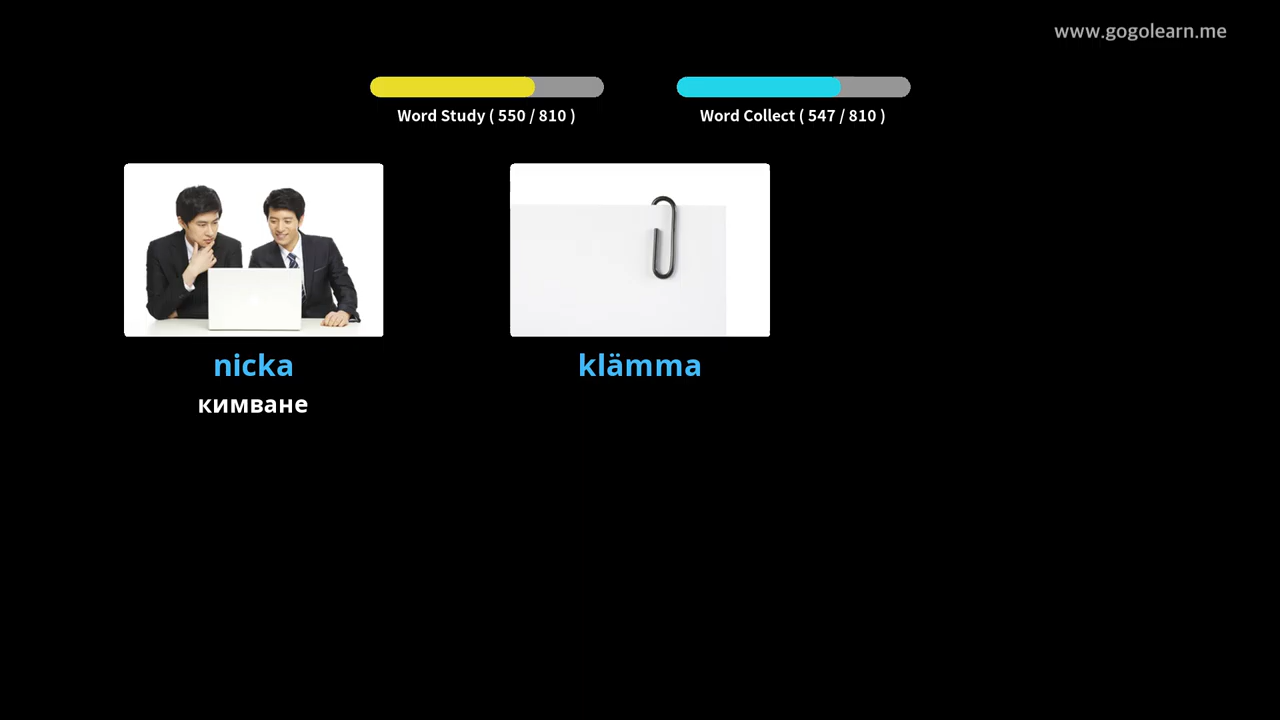 www.gogolearn.me
Word Study ( 550 / 810 )
Word Collect ( 547 / 810 )
nicka
кимване
klämma